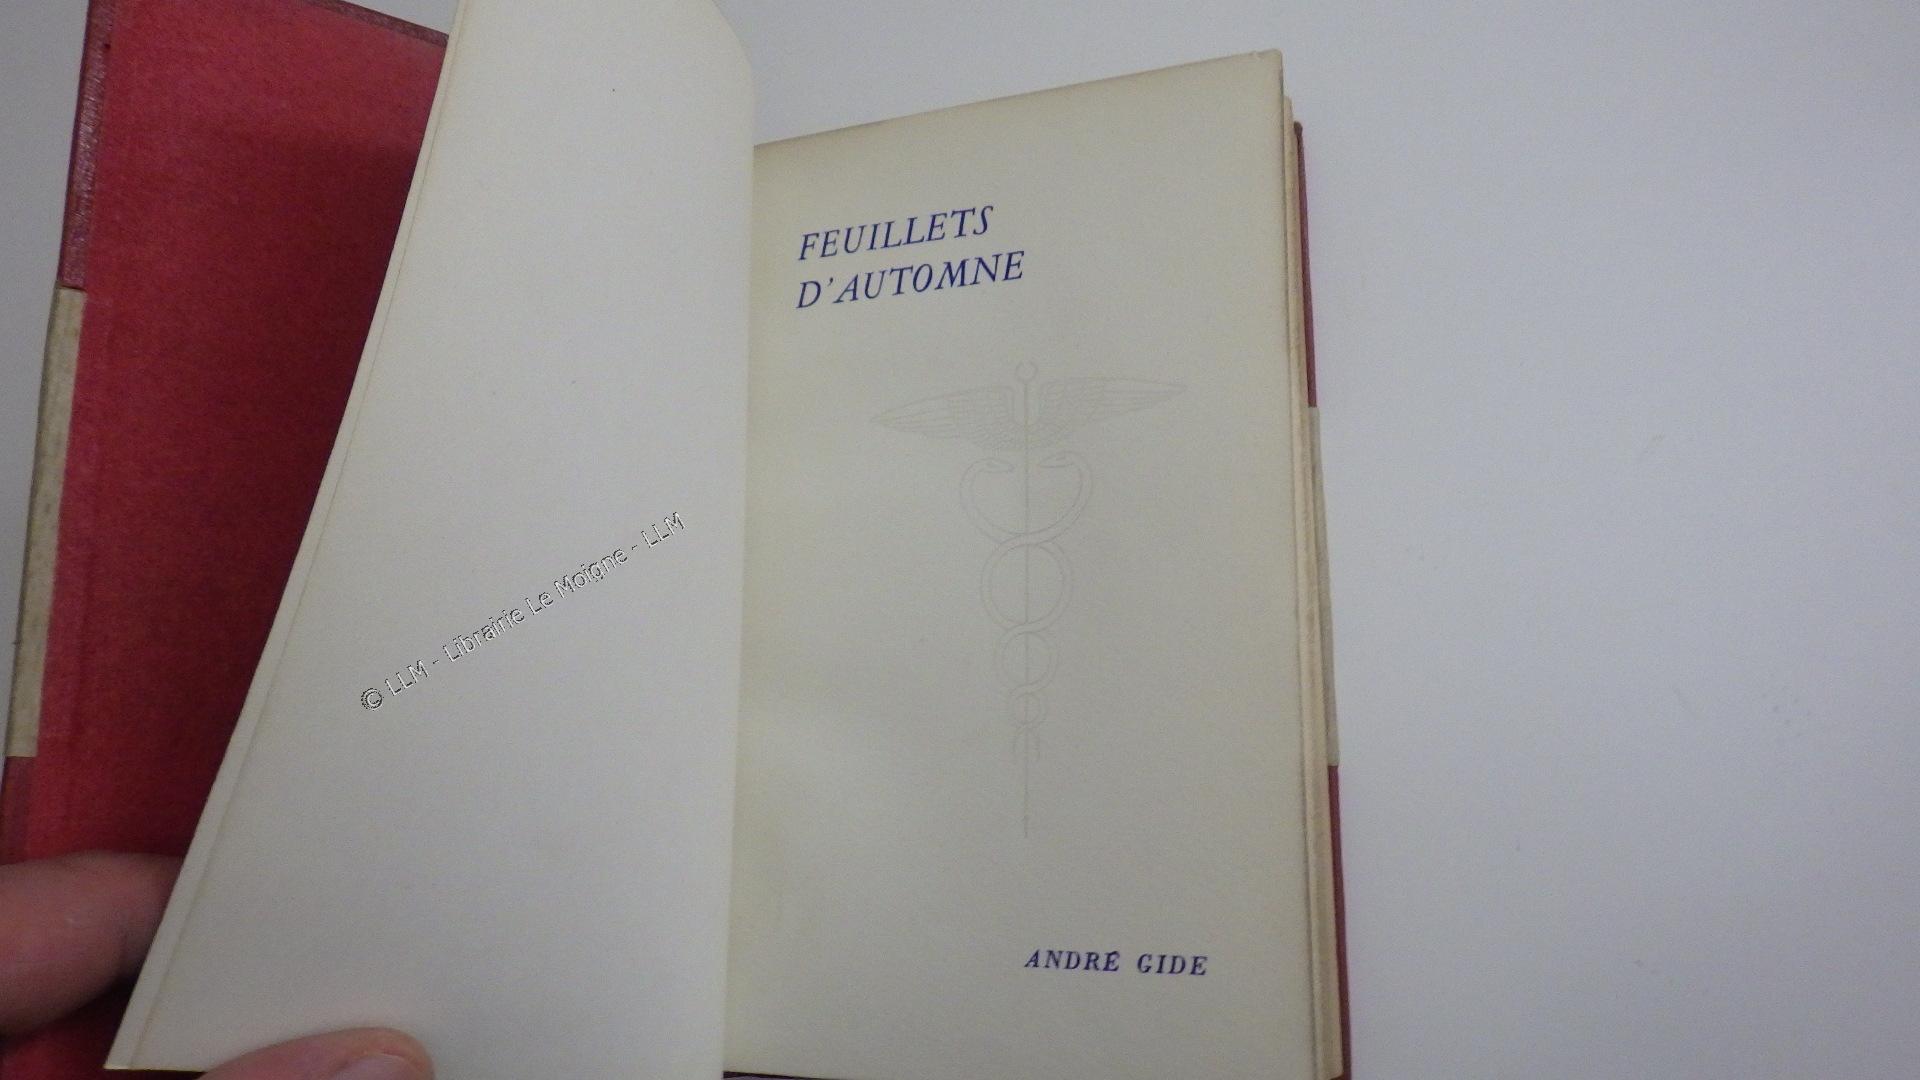 FEUILLETS
D'AUTOMNE
© LLM - Librairie Le Moigne - LLM
ANDRÉ GIDE